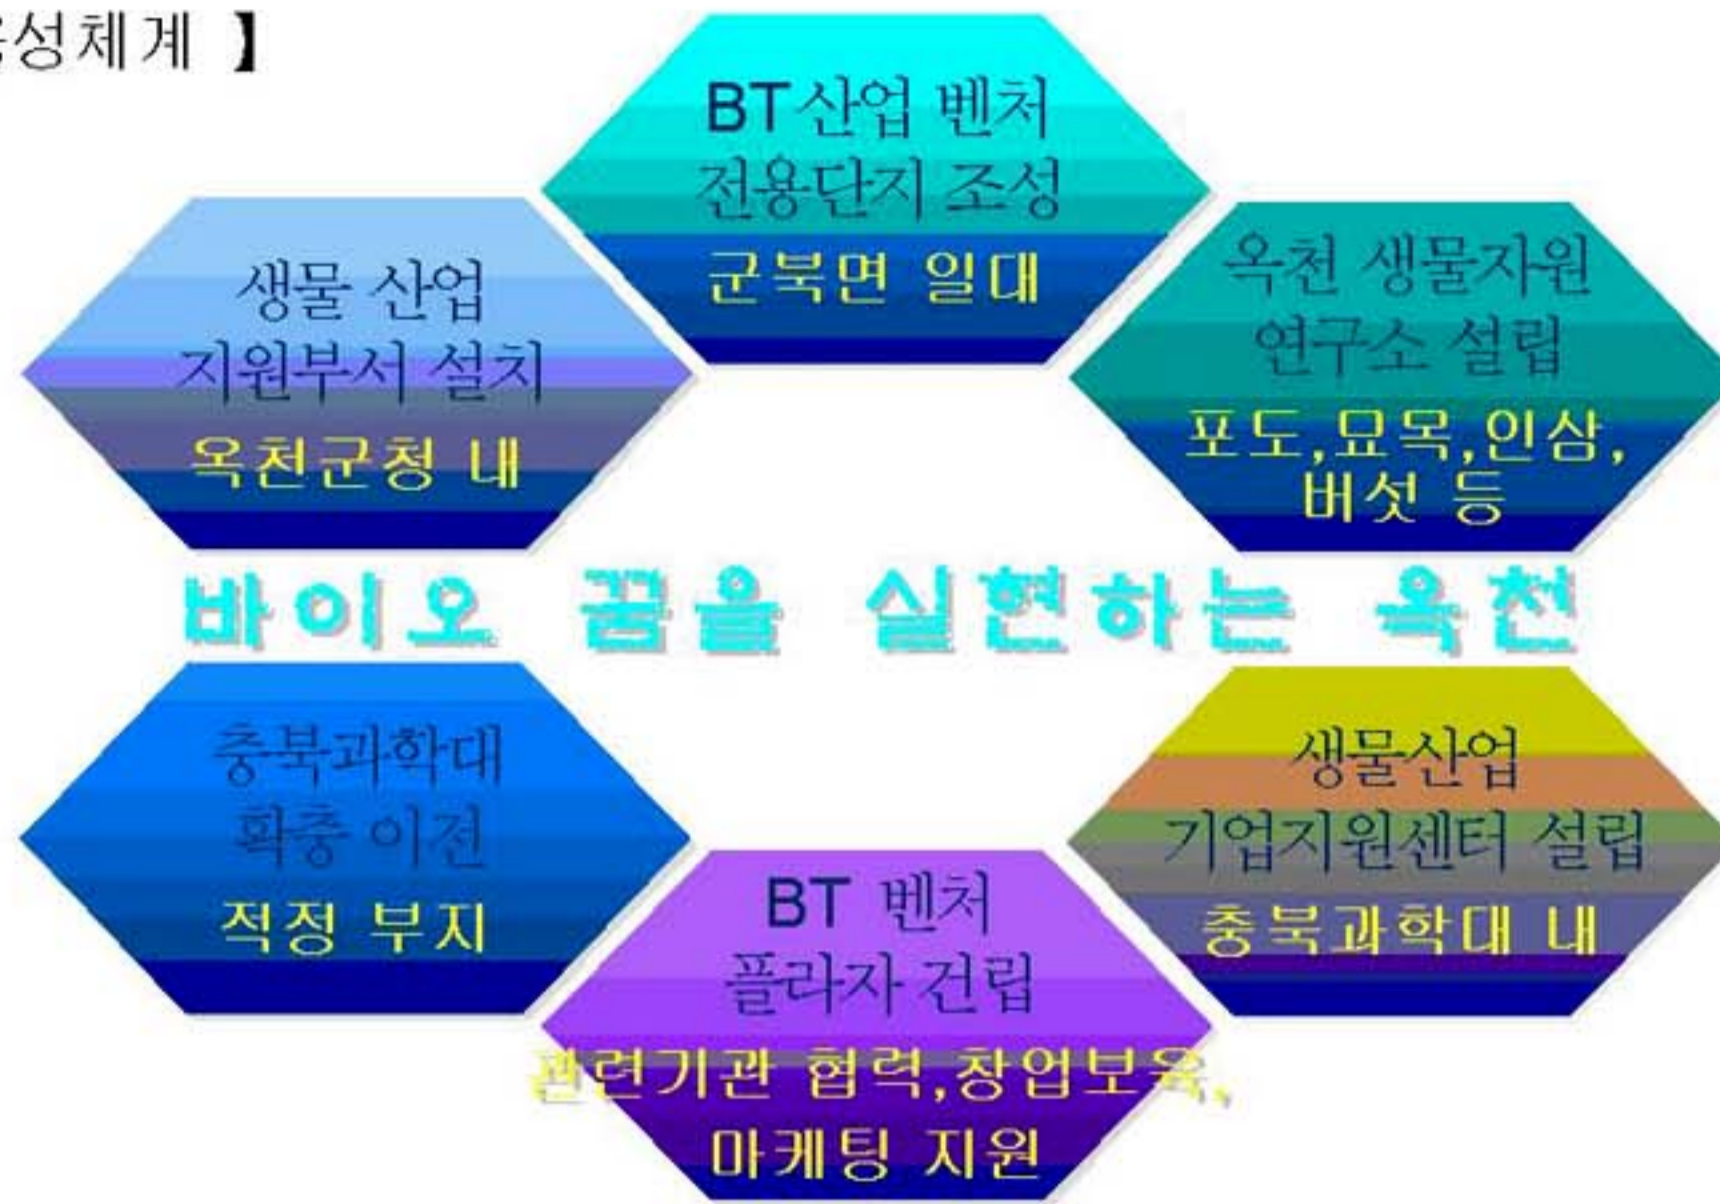 성체계 】
BT산업 벤처
전용단지 조성
군북면 일대
생물 산업
지원부서 설치
옥천군청 내
옥천 생물자원
연구소 설립
포도,묘목,인삼,
버섯 등
바이오 꿈을 실현하는 옥천
충북과학대
확충 이전
적정 부지
생물산업
기업지원센터 설립
충북과학대 내
BT 벤처
플라자 건립
관련기관 협력,창업보육,
마케팅 지원